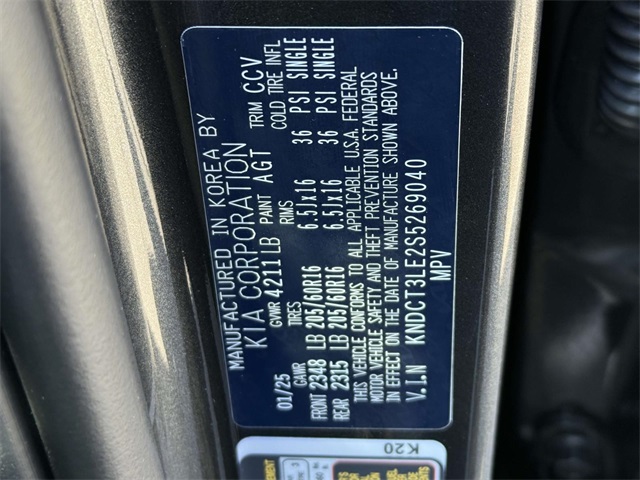 MANUFACTURED IN KOREA BY
KIA CORPORATION
GVWR 4211 LB PAINT AGT TRIM CCV
01/25 GAWR TIRES RIMS COLD TIRE INFL
FRONT 2348 LB 205/60R16 6.5Jx16 36 PSI SINGLE
REAR 2315 LB 205/60R16 6.5Jx16 36 PSI SINGLE
THIS VEHICLE CONFORMS TO ALL APPLICABLE U.S.A. FEDERAL
MOTOR VEHICLE SAFETY AND THEFT PREVENTION STANDARDS
IN EFFECT ON THE DATE OF MANUFACTURE SHOWN ABOVE.
V.I.N KNDCT3LE2S5269040
MPV
K20